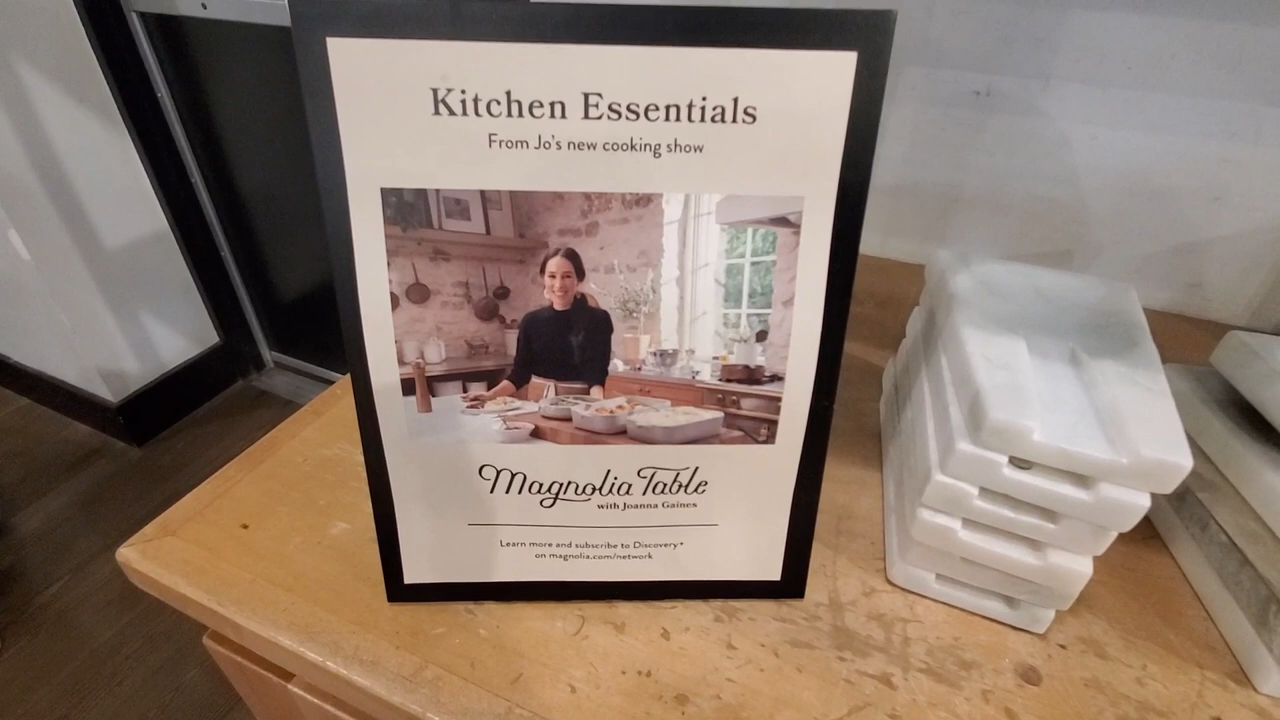 Kitchen Essentials
From Jo's new cooking show
Magnolia Table
with Joanna Gaines
Learn more and subscribe to Discovery+
on magnolia.com/network